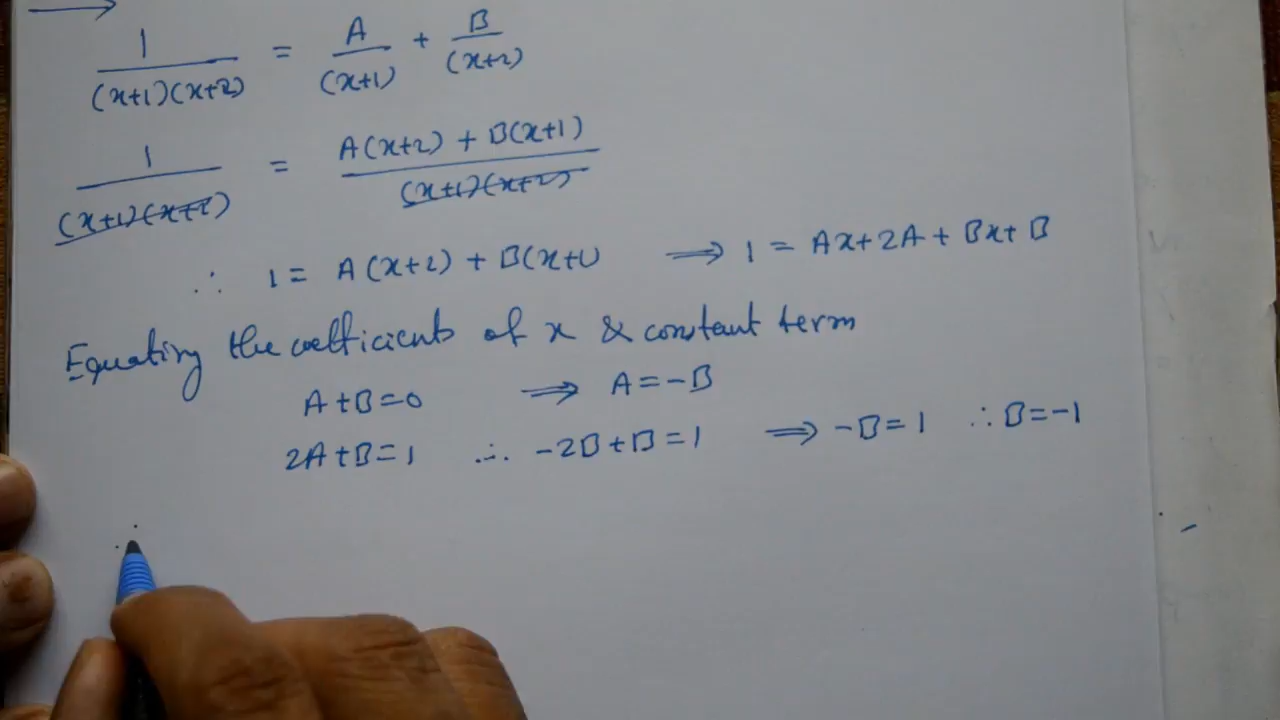 1/((x+1)(x+2)) = A/(x+1) + B/(x+2)
1/((x+1)(x+2)) = (A(x+2) + B(x+1))/((x+1)(x+2))
∴ 1 = A(x+2) + B(x+1) ⟹ 1 = Ax+2A + Bx+B
Equating the coefficients of x & constant term
A+B=0 ⟹ A=-B
2A+B=1 ∴ -2B+B=1 ⟹ -B=1 ∴ B=-1